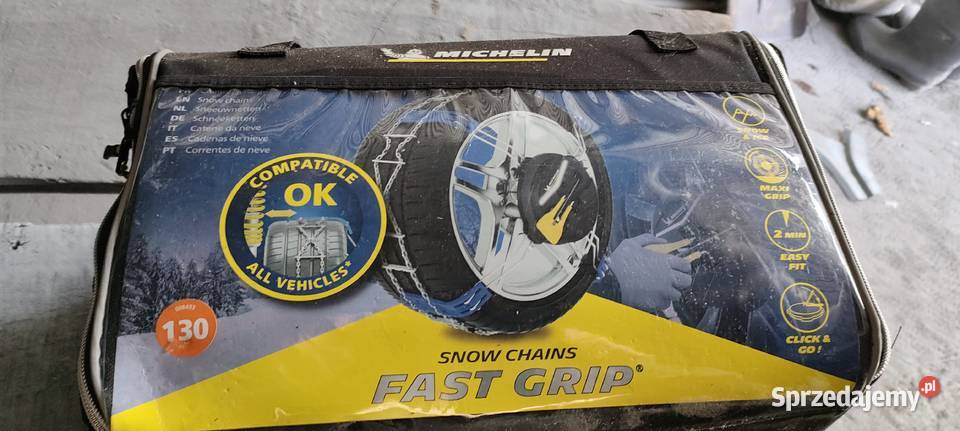 MICHELIN
EN Snow chains
NL Sneeuwketten
DE Schneeketten
IT Catene da neve
ES Cadenas de nieve
PT Correntes de neve
COMPATIBLE
OK
ALL VEHICLES*
130
SNOW & ICE
MAXI GRIP
2 MIN
EASY FIT
CLICK & GO !
SNOW CHAINS
FAST GRIP®
Sprzedajemy.pl